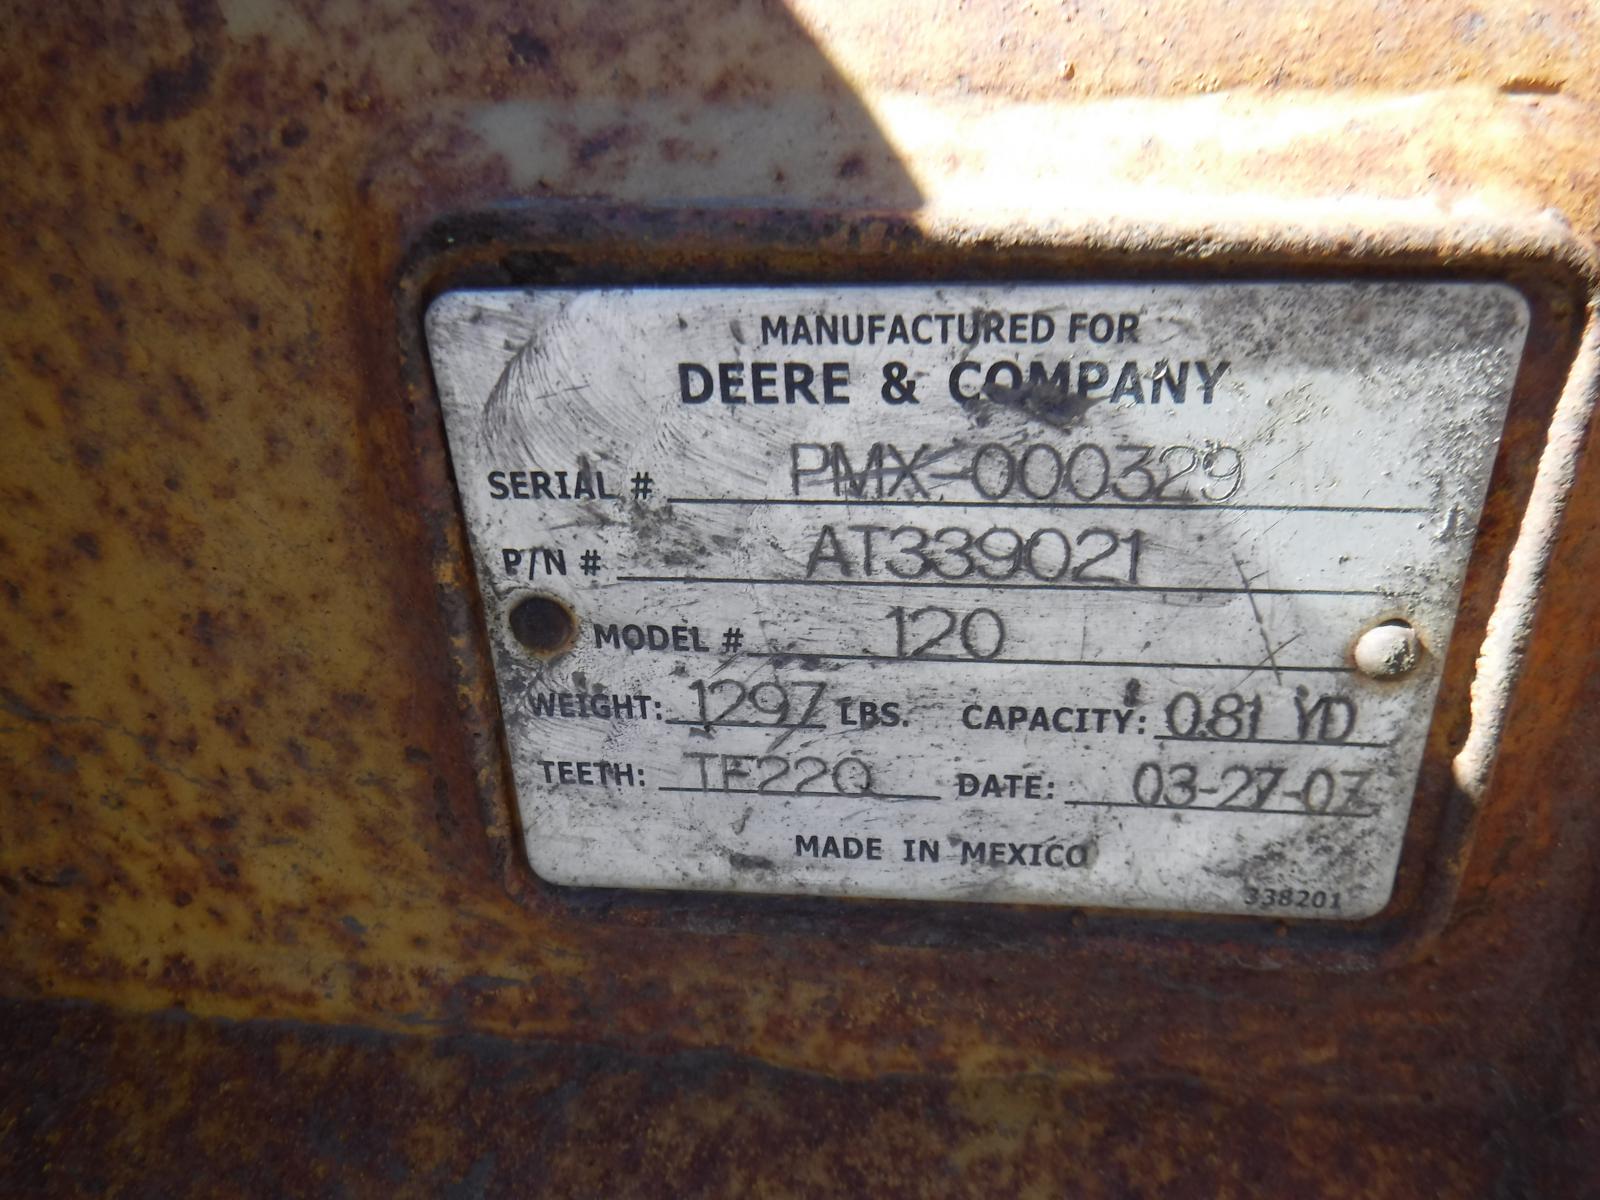 MANUFACTURED FOR
DEERE & COMPANY
SERIAL # PMX-000329
P/N # AT339021
MODEL # 120
WEIGHT: 1297 LBS. CAPACITY: 0.81 YD
TEETH: TF22Q DATE: 03-27-07
MADE IN MEXICO
338201